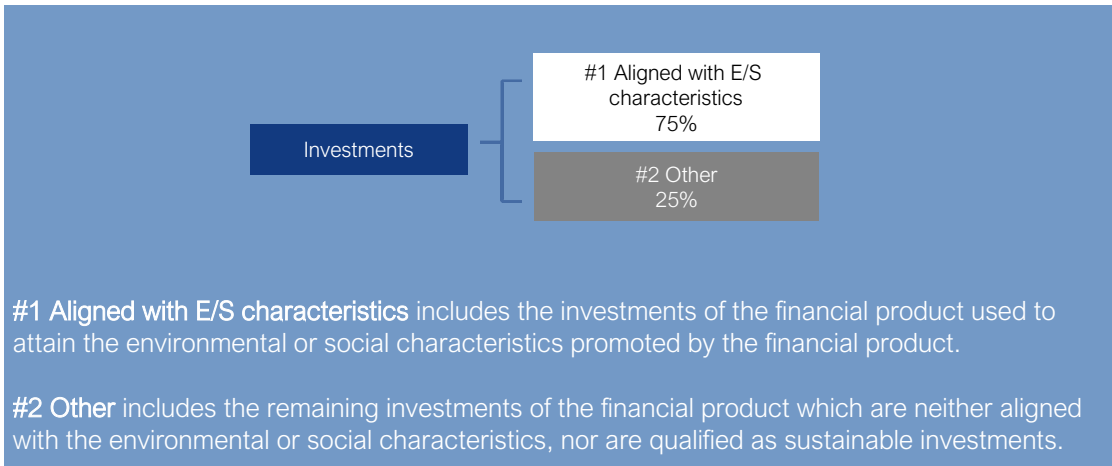 #1 Aligned with E/S
characteristics
75%
Investments
#2 Other
25%
#1 Aligned with E/S characteristics includes the investments of the financial product used to
attain the environmental or social characteristics promoted by the financial product.
#2 Other includes the remaining investments of the financial product which are neither aligned
with the environmental or social characteristics, nor are qualified as sustainable investments.